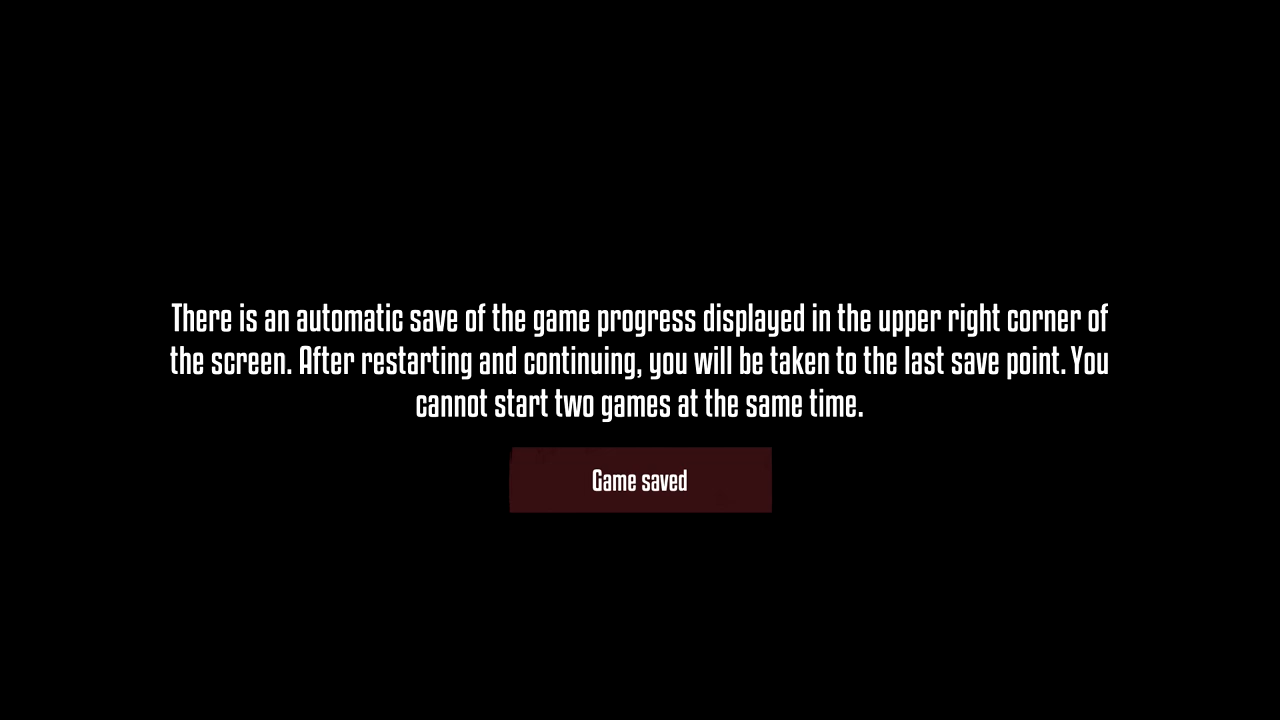 There is an automatic save of the game progress displayed in the upper right corner of
the screen. After restarting and continuing, you will be taken to the last save point. You
cannot start two games at the same time.
Game saved